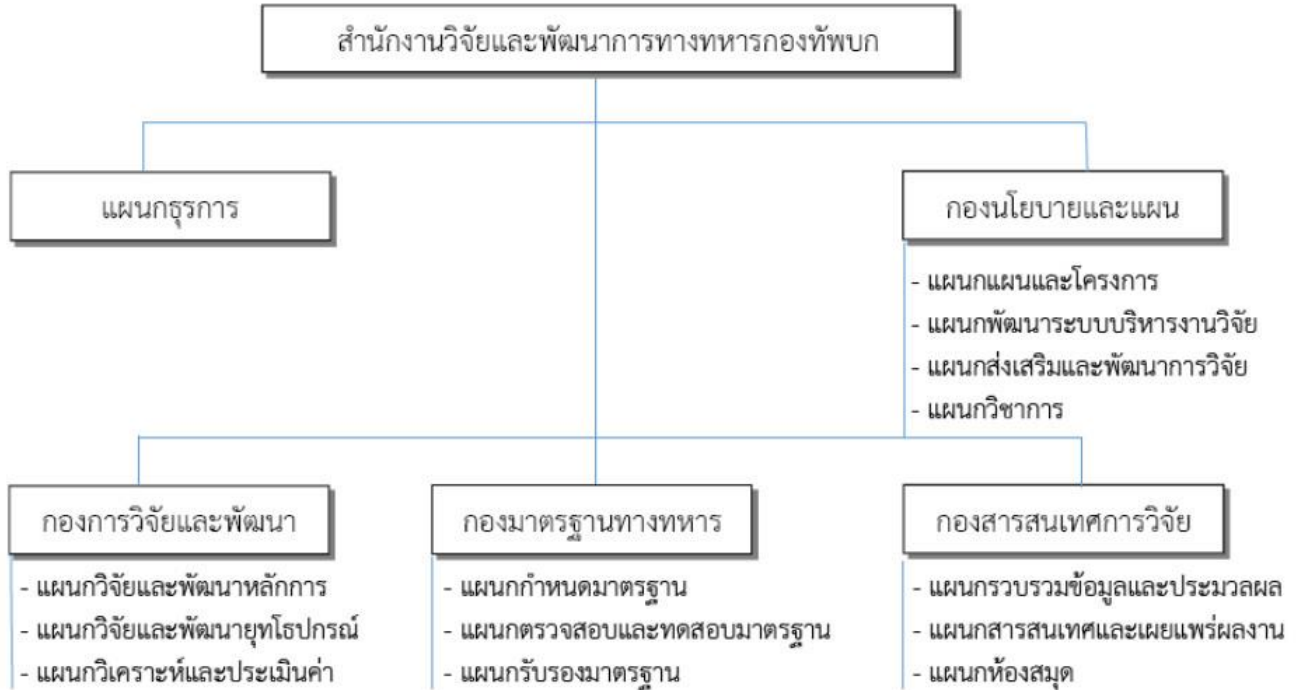 สำนักงานวิจัยและพัฒนาการทางทหารกองทัพบก
แผนกธุรการ
กองนโยบายและแผน
- แผนกแผนและโครงการ
- แผนกพัฒนาระบบบริหารงานวิจัย
- แผนกส่งเสริมและพัฒนาการวิจัย
- แผนกวิชาการ
กองการวิจัยและพัฒนา
- แผนกวิจัยและพัฒนาหลักการ
- แผนกวิจัยและพัฒนายุทโธปกรณ์
- แผนกวิเคราะห์และประเมินค่า
กองมาตรฐานทางทหาร
- แผนกกำหนดมาตรฐาน
- แผนกตรวจสอบและทดสอบมาตรฐาน
- แผนกรับรองมาตรฐาน
กองสารสนเทศการวิจัย
- แผนกรวบรวมข้อมูลและประมวลผล
- แผนกสารสนเทศและเผยแพร่ผลงาน
- แผนกห้องสมุด